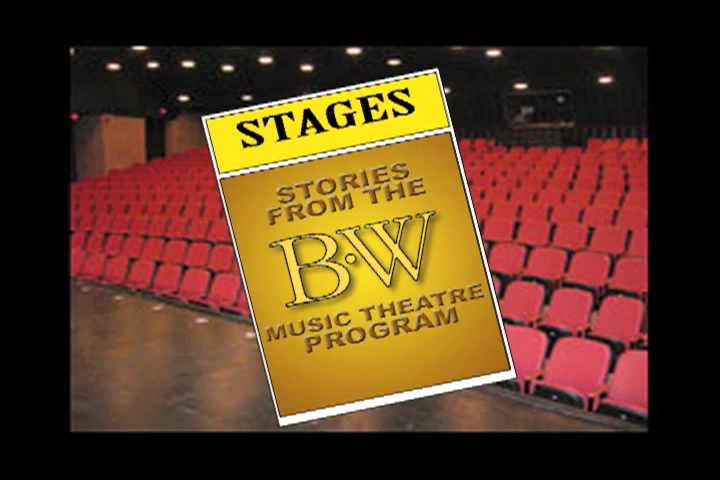 STAGES
STORIES
FROM THE
B·W
MUSIC THEATRE
PROGRAM